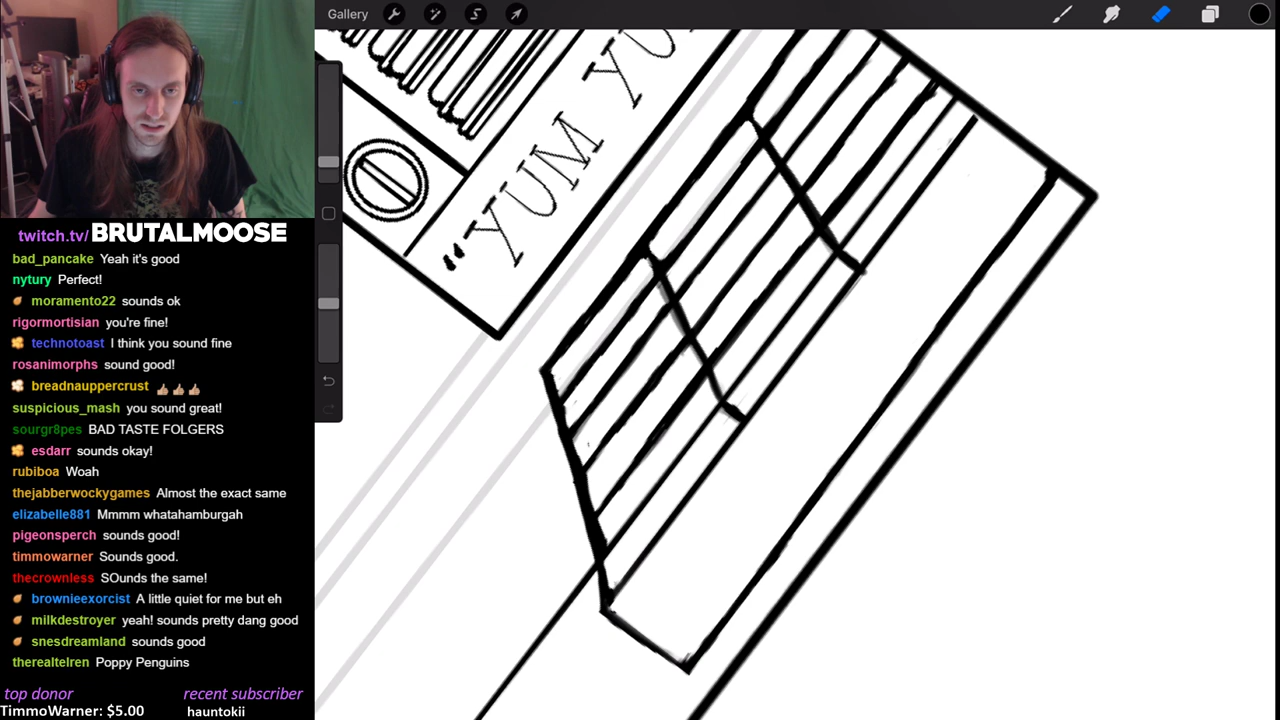 Gallery
"YUM YU
twitch.tv/BRUTALMOOSE
bad_pancake Yeah it's good
nytury Perfect!
moramento22 sounds ok
rigormortisian you're fine!
technotoast I think you sound fine
rosanimorphs sound good!
breadnauppercrust 👍🏼👍🏼👍🏼
suspicious_mash you sound great!
sourgr8pes BAD TASTE FOLGERS
esdarr sounds okay!
rubiboa Woah
thejabberwockygames Almost the exact same
elizabelle881 Mmmm whatahamburgah
pigeonsperch sounds good!
timmowarner Sounds good.
thecrownless SOunds the same!
brownieexorcist A little quiet for me but eh
milkdestroyer yeah! sounds pretty dang good
snesdreamland sounds good
therealtelren Poppy Penguins
top donor
TimmoWarner: $5.00
recent subscriber
hauntokii